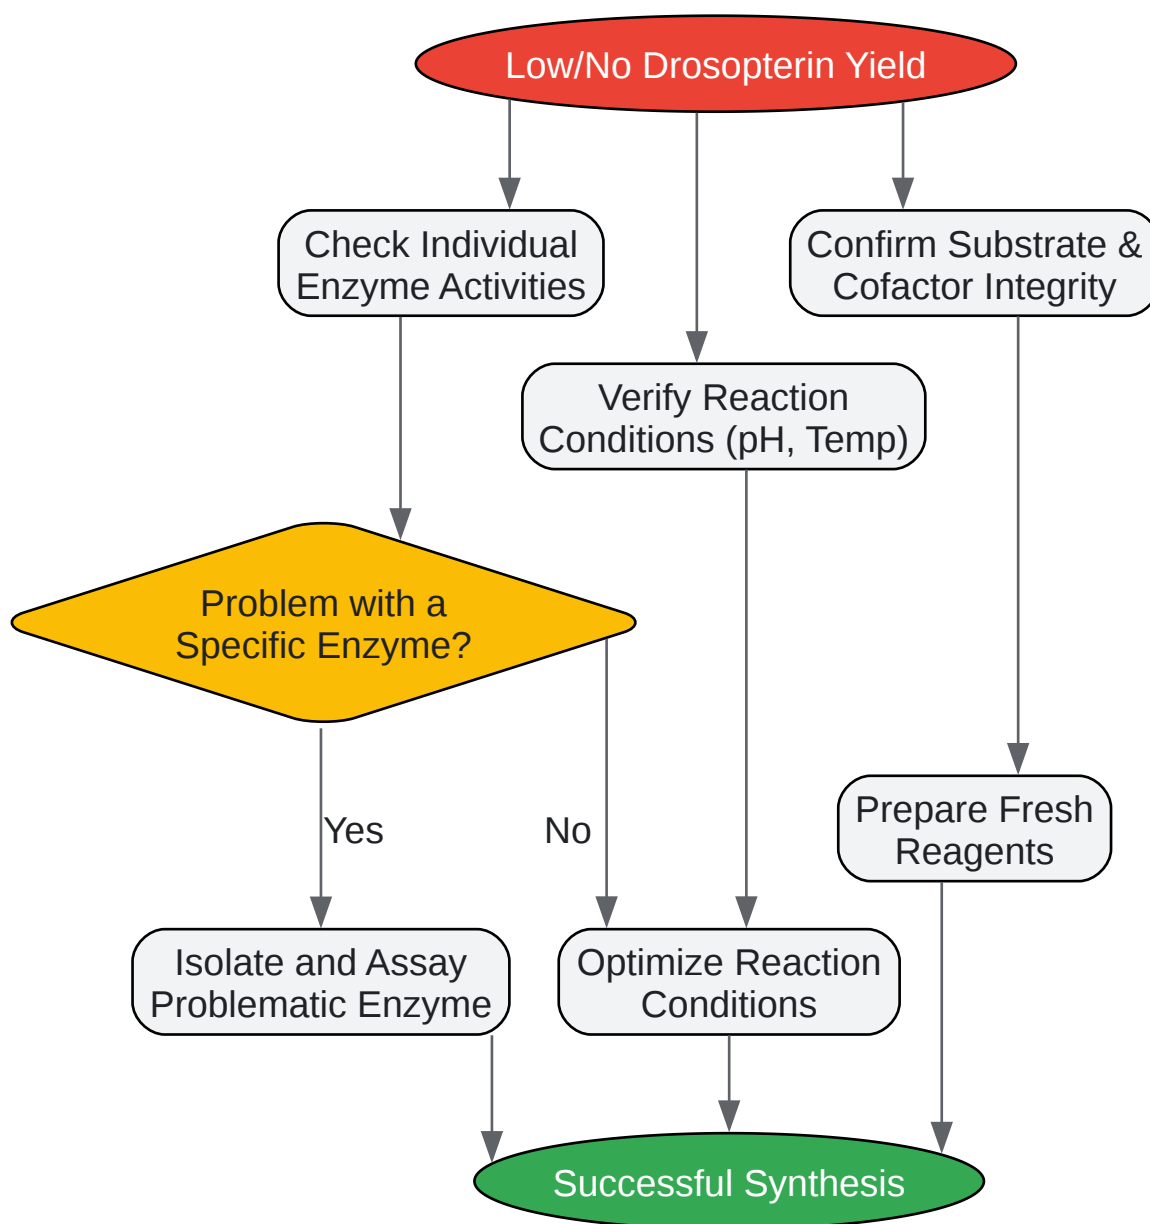 Low/No Drosopterin Yield
Check Individual
Enzyme Activities
Confirm Substrate &
Cofactor Integrity
Verify Reaction
Conditions (pH, Temp)
Problem with a
Specific Enzyme?
Yes
No
Prepare Fresh
Reagents
Isolate and Assay
Problematic Enzyme
Optimize Reaction
Conditions
Successful Synthesis